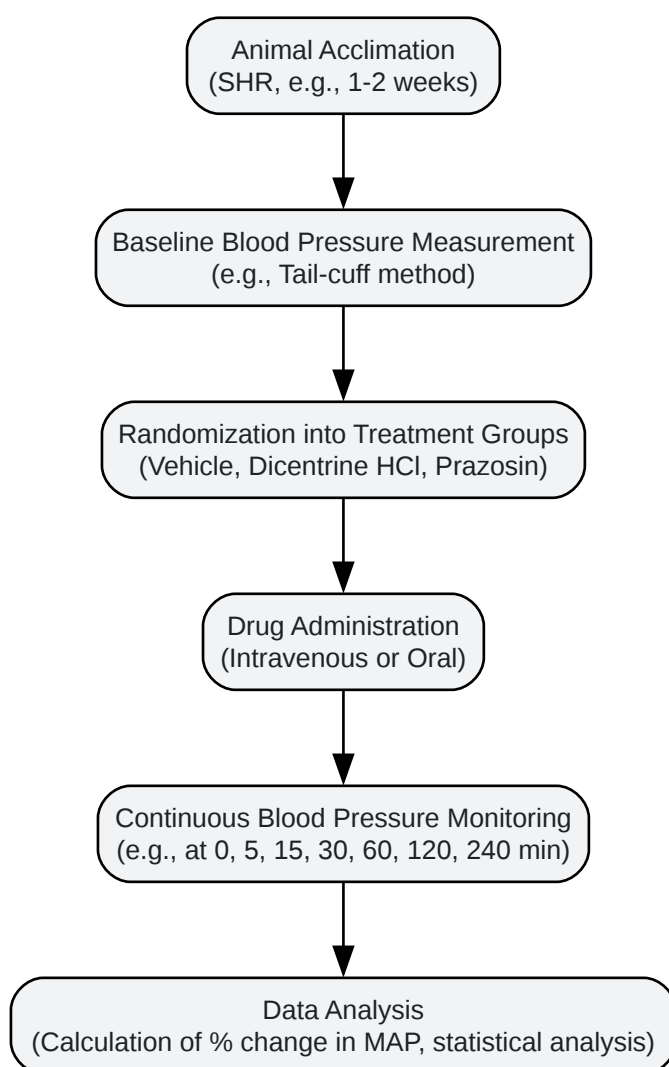 Animal Acclimation
(SHR, e.g., 1-2 weeks)
Baseline Blood Pressure Measurement
(e.g., Tail-cuff method)
Randomization into Treatment Groups
(Vehicle, Dicentrine HCl, Prazosin)
Drug Administration
(Intravenous or Oral)
Continuous Blood Pressure Monitoring
(e.g., at 0, 5, 15, 30, 60, 120, 240 min)
Data Analysis
(Calculation of % change in MAP, statistical analysis)